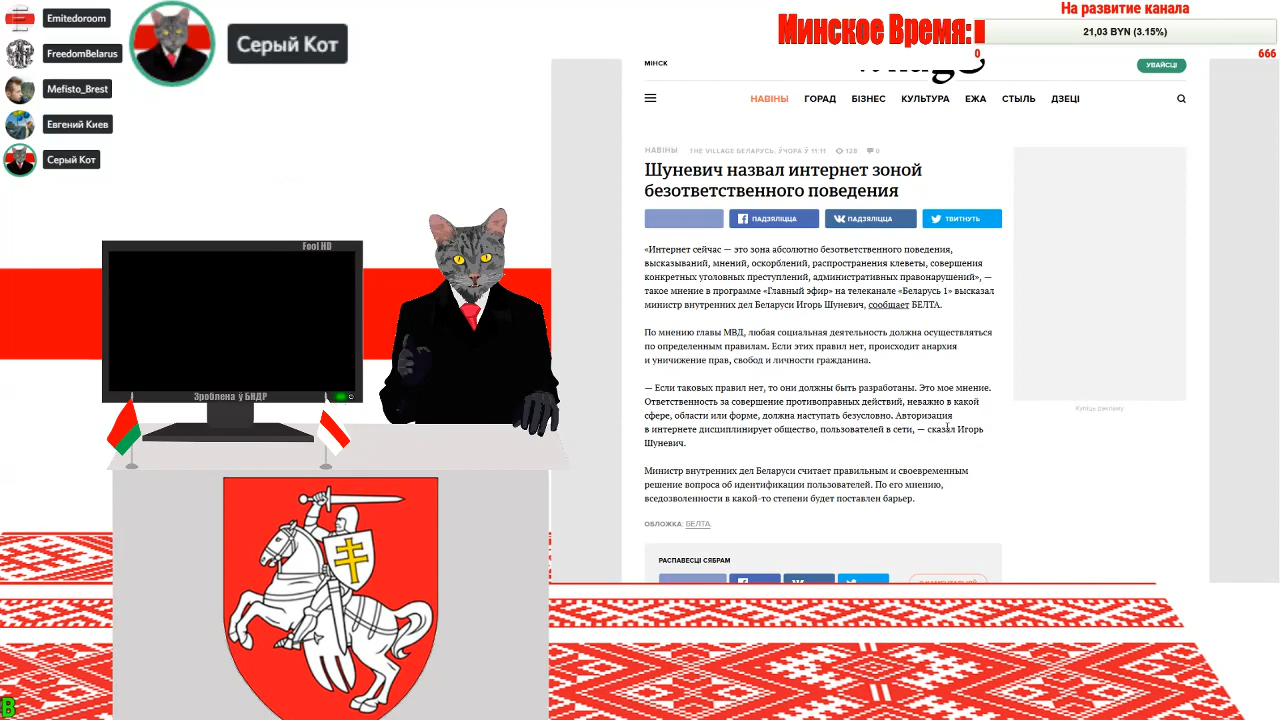 Emitedoroom
FreedomBelarus
Mefisto_Brest
Евгений Киев
Серый Кот
Серый Кот
Минское Время:
На развитие канала
21,03 BYN (3.15%)
0
666
МІНСК
УВАЙСЦІ
НАВІНЫ ГОРАД БІЗНЕС КУЛЬТУРА ЕЖА СТЫЛЬ ДЗЕЦІ
НАВІНЫ THE VILLAGE БЕЛАРУСЬ, ЎЧОРА Ў 11:11 128 0
Шуневич назвал интернет зоной
безответственного поведения
ПАДЗЯЛІЦЦА ПАДЗЯЛІЦЦА ТВИТНУТЬ
«Интернет сейчас — это зона абсолютно безответственного поведения,
высказываний, мнений, оскорблений, распространения клеветы, совершения
конкретных уголовных преступлений, административных правонарушений», —
такое мнение в программе «Главный эфир» на телеканале «Беларусь 1» высказал
министр внутренних дел Беларуси Игорь Шуневич, сообщает БЕЛТА.
По мнению главы МВД, любая социальная деятельность должна осуществляться
по определенным правилам. Если этих правил нет, происходит анархия
и уничижение прав, свобод и личности гражданина.
— Если таковых правил нет, то они должны быть разработаны. Это мое мнение.
Ответственность за совершение противоправных действий, неважно в какой
сфере, области или форме, должна наступать безусловно. Авторизация
в интернете дисциплинирует общество, пользователей в сети, — сказал Игорь
Шуневич.
Министр внутренних дел Беларуси считает правильным и своевременным
решение вопроса об идентификации пользователей. По его мнению,
вседозволенности в какой-то степени будет поставлен барьер.
ОБЛОЖКА: БЕЛТА
РАСПАВЕСЦІ СЯБРАМ
Купіць рэкламу
Fool HD
Зроблена ў БНДР
B